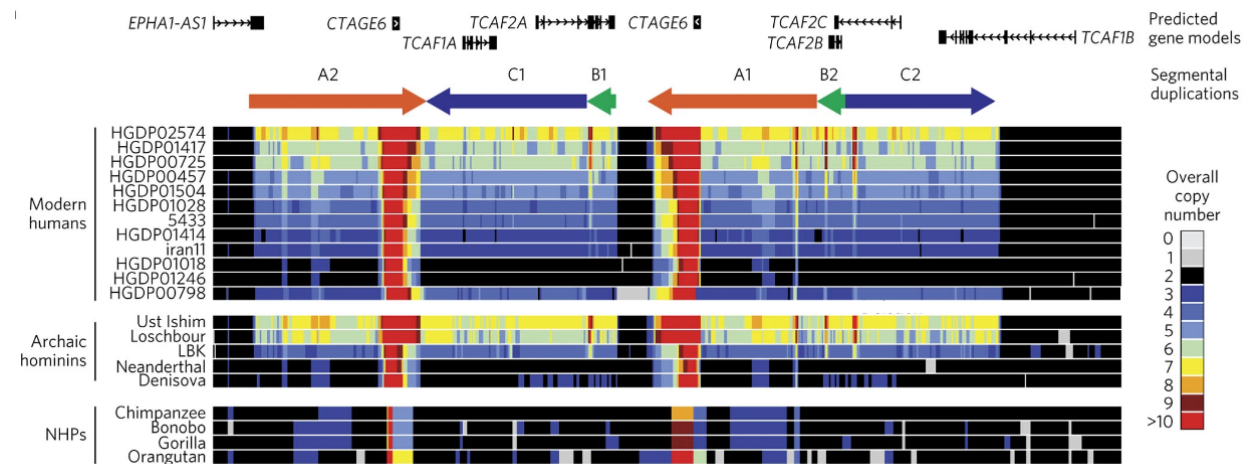 EPHA1-AS1
CTAGE6
TCAF2A
CTAGE6
TCAF2C
Predicted
gene models
TCAF1A
TCAF2B
TCAF1B
A2
C1
B1
A1
B2
C2
Segmental
duplications
Modern
humans
HGDP02574
HGDP01417
HGDP00725
HGDP00457
HGDP01504
HGDP01028
5433
HGDP01414
iran11
HGDP01018
HGDP01246
HGDP00798
Archaic
hominins
Ust Ishim
Loschbour
LBK
Neanderthal
Denisova
NHPs
Chimpanzee
Bonobo
Gorilla
Orangutan
Overall
copy
number
0
1
2
3
4
5
6
7
8
9
>10